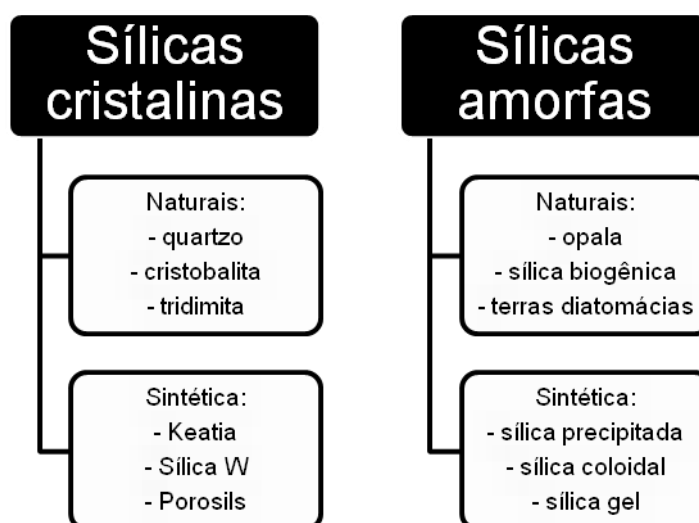 Sílicas
cristalinas
Naturais:
- quartzo
- cristobalita
- tridimita
Sintética:
- Keatia
- Sílica W
- Porosils
Sílicas
amorfas
Naturais:
- opala
- sílica biogênica
- terras diatomácias
Sintética:
- sílica precipitada
- sílica coloidal
- sílica gel